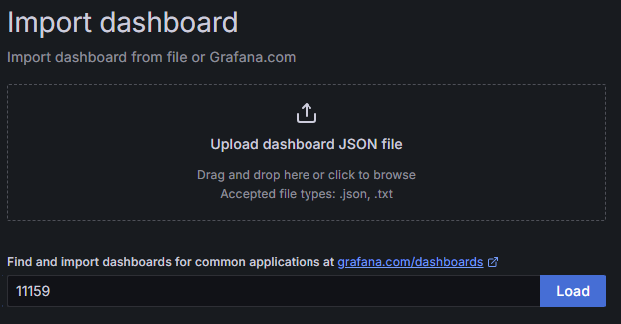 Import dashboard
Import dashboard from file or Grafana.com
Upload dashboard JSON file
Drag and drop here or click to browse
Accepted file types: .json, .txt
Find and import dashboards for common applications at grafana.com/dashboards
11159
Load